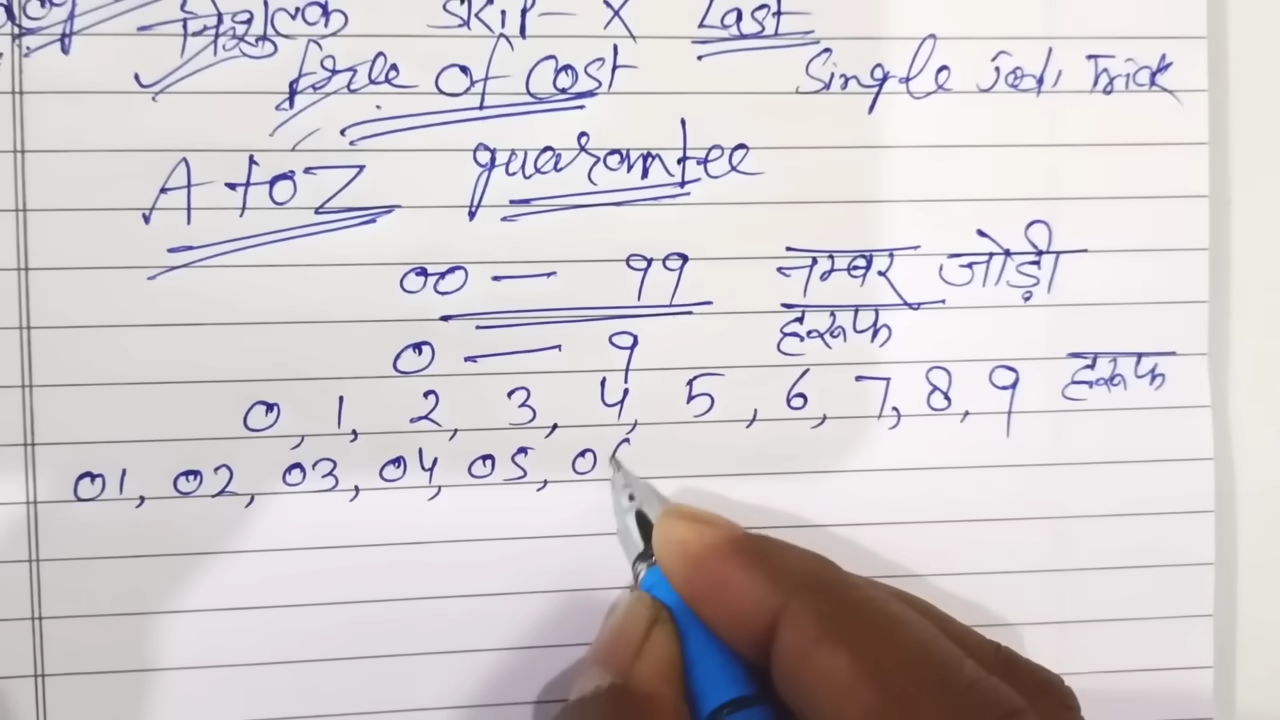 निशुल्क SKIP - X Last
free of cost Single Jodi Trick
A to Z guarantee
00 — 99 नम्बर जोड़ी
0 — 9 हरूफ
0, 1, 2, 3, 4, 5, 6, 7, 8, 9 हरूफ
01, 02, 03, 04, 05, 0